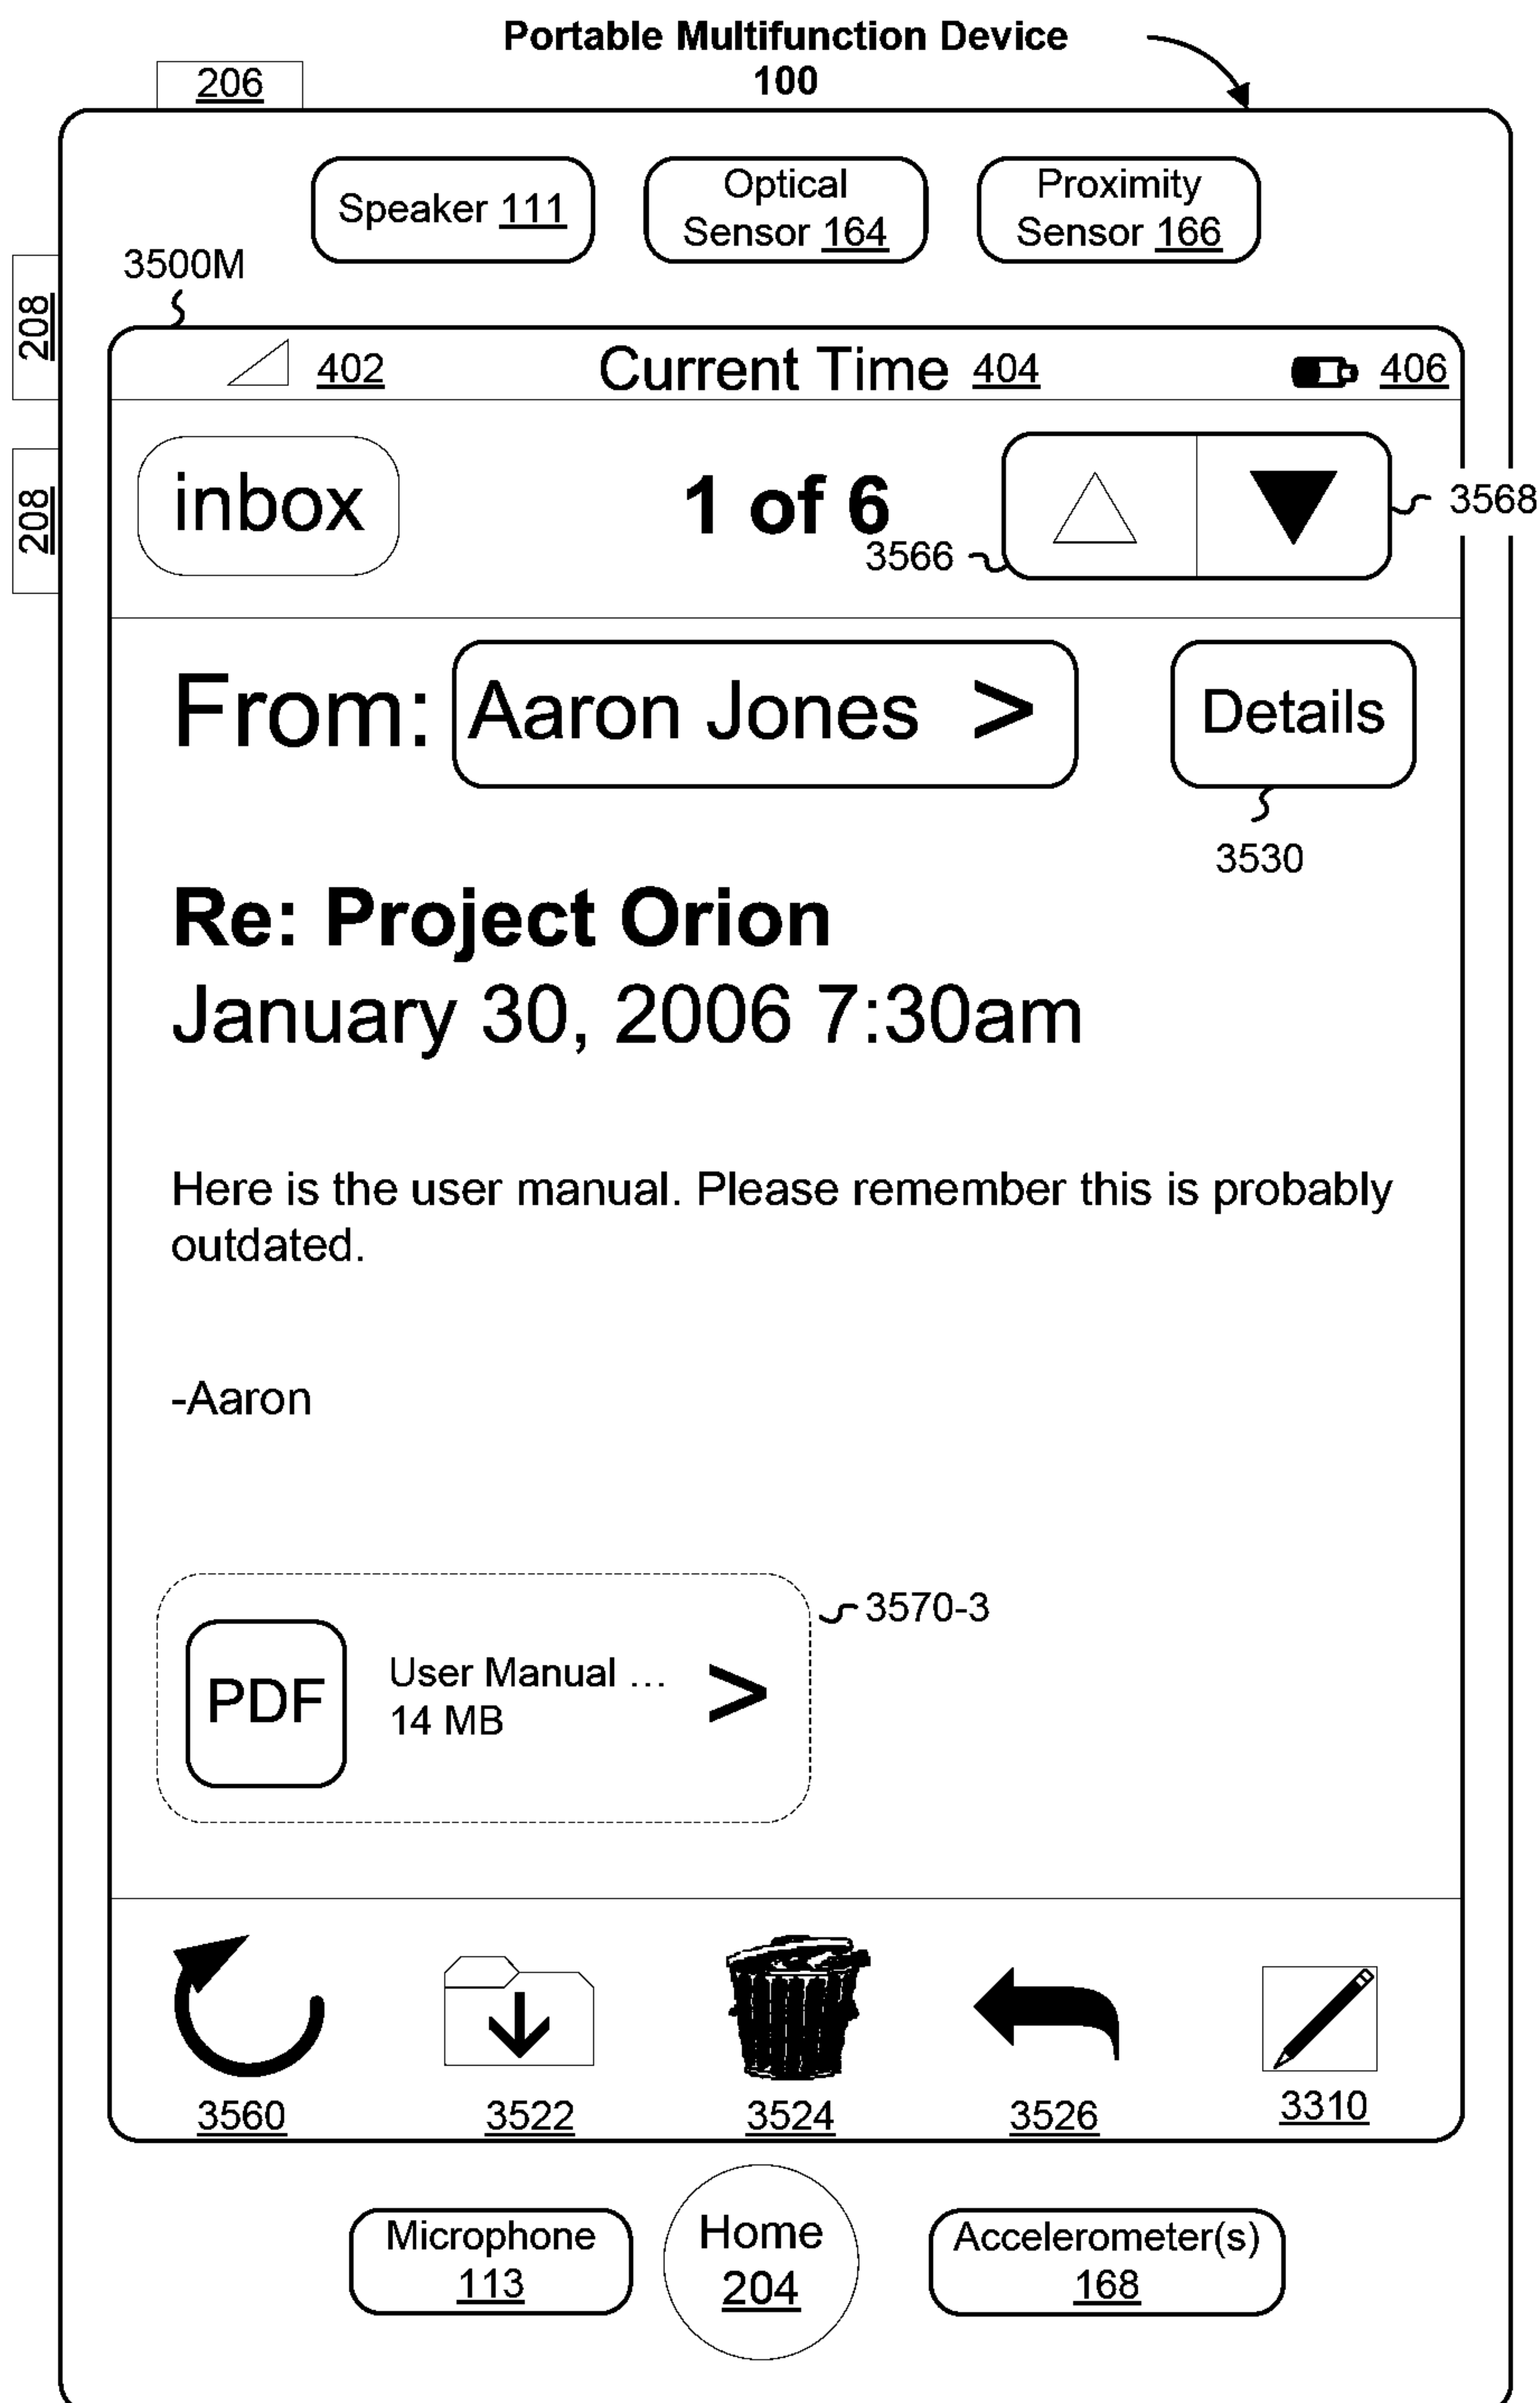 Portable Multifunction Device
100
206
Speaker 111
Optical
Sensor 164
Proximity
Sensor 166
3500M
208
402
Current Time 404
406
208
inbox
1 of 6
3566
3568
From:
Aaron Jones >
Details
3530
Re: Project Orion
January 30, 2006 7:30am
Here is the user manual. Please remember this is probably
outdated.
-Aaron
3570-3
PDF
User Manual ...
14 MB
>
3560
3522
3524
3526
3310
Microphone
113
Home
204
Accelerometer(s)
168